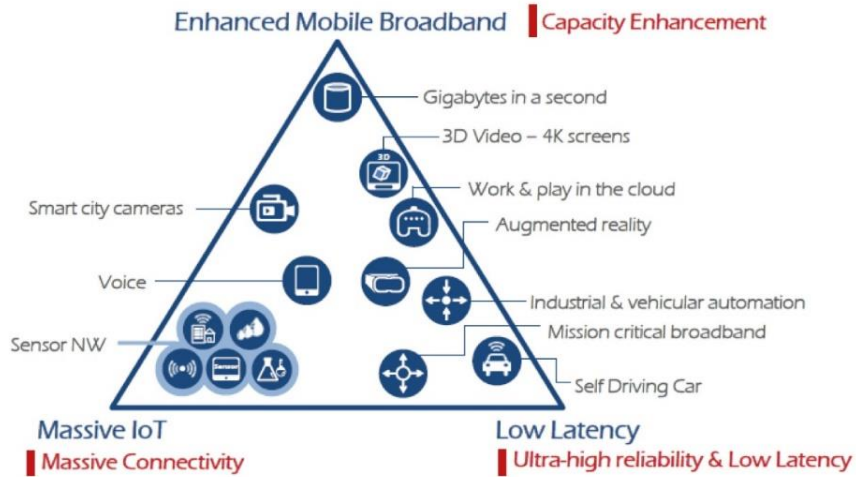 Enhanced Mobile Broadband
Capacity Enhancement
Gigabytes in a second
3D Video – 4K screens
3D
Work & play in the cloud
Smart city cameras
Augmented reality
Voice
Industrial & vehicular automation
Mission critical broadband
Sensor NW
Sensor
Self Driving Car
Massive IoT
Low Latency
Massive Connectivity
Ultra-high reliability & Low Latency